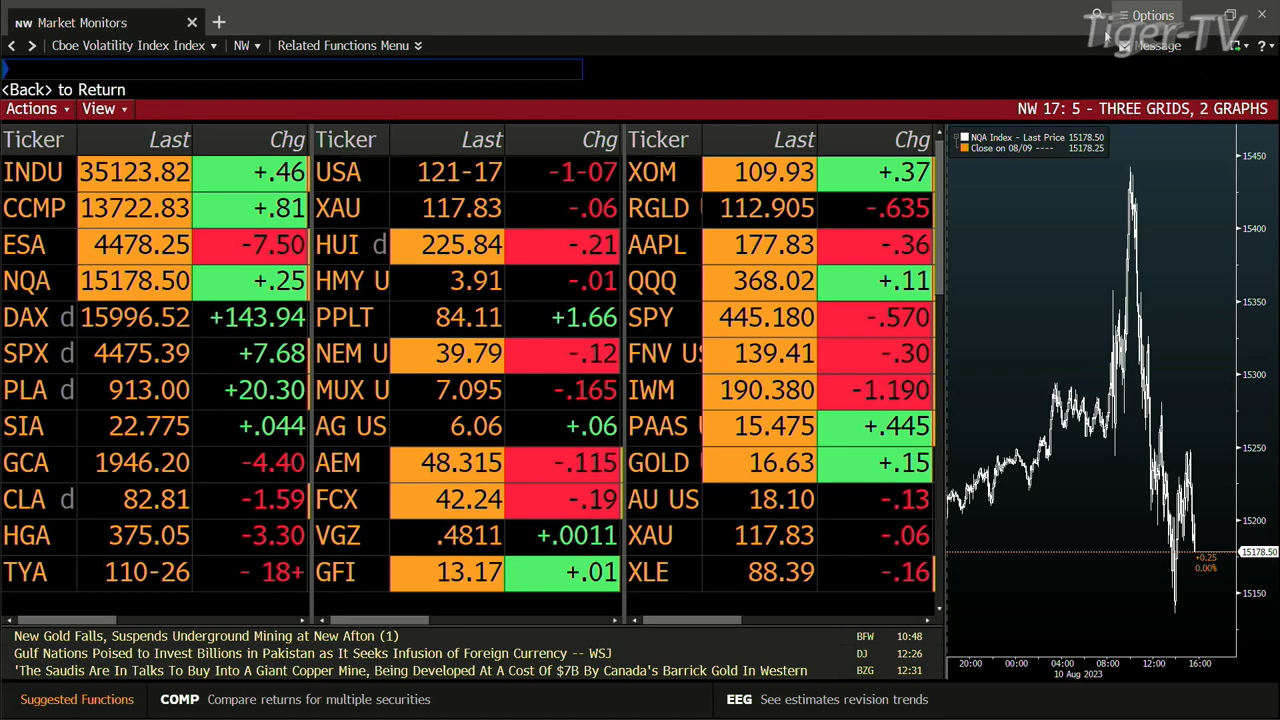 NW Market Monitors × +
Options
Tiger-TV
< > Cboe Volatility Index Index NW Related Functions Menu Message ?
<Back> to Return
Actions View NW 17: 5 - THREE GRIDS, 2 GRAPHS
Ticker Last Chg Ticker Last Chg Ticker Last Chg
INDU 35123.82 +.46 USA 121-17 -1-07 XOM 109.93 +.37
CCMP 13722.83 +.81 XAU 117.83 -.06 RGLD 112.905 -.635
ESA 4478.25 -7.50 HUI d 225.84 -.21 AAPL 177.83 -.36
NQA 15178.50 +.25 HMY U 3.91 -.01 QQQ 368.02 +.11
DAX d 15996.52 +143.94 PPLT 84.11 +1.66 SPY 445.180 -.570
SPX d 4475.39 +7.68 NEM U 39.79 -.12 FNV US 139.41 -.30
PLA d 913.00 +20.30 MUX U 7.095 -.165 IWM 190.380 -1.190
SIA 22.775 +.044 AG US 6.06 +.06 PAAS 15.475 +.445
GCA 1946.20 -4.40 AEM 48.315 -.115 GOLD 16.63 +.15
CLA d 82.81 -1.59 FCX 42.24 -.19 AU US 18.10 -.13
HGA 375.05 -3.30 VGZ .4811 +.0011 XAU 117.83 -.06
TYA 110-26 - 18+ GFI 13.17 +.01 XLE 88.39 -.16
NQA Index - Last Price 15178.50
Close on 08/09 ---- 15178.25
15450
15400
15350
15300
15250
15200
15178.50
+0.25
0.00%
15150
20:00 00:00 04:00 08:00 12:00 16:00
10 Aug 2023
New Gold Falls, Suspends Underground Mining at New Afton (1) BFW 10:48
Gulf Nations Poised to Invest Billions in Pakistan as It Seeks Infusion of Foreign Currency -- WSJ DJ 12:26
'The Saudis Are In Talks To Buy Into A Giant Copper Mine, Being Developed At A Cost Of $7B By Canada's Barrick Gold In Western BZG 12:31
Suggested Functions COMP Compare returns for multiple securities EEG See estimates revision trends